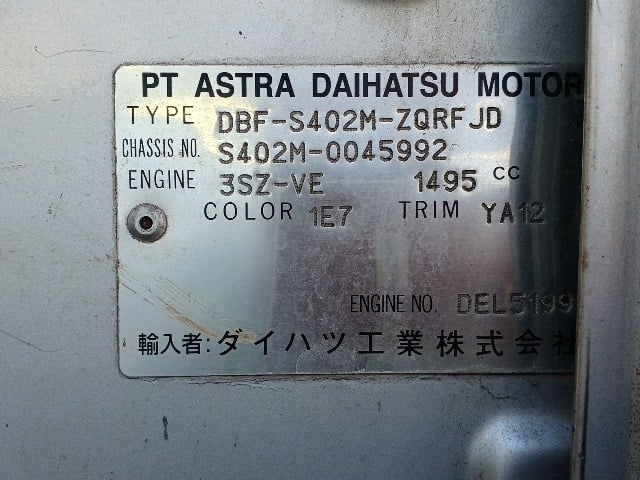 PT ASTRA DAIHATSU MOTOR
TYPE DBF-S402M-ZQRFJD
CHASSIS NO. S402M-0045992
ENGINE 3SZ-VE 1495 CC
COLOR 1E7 TRIM YA12
ENGINE NO. DEL5199
輸入者:ダイハツ工業株式会社